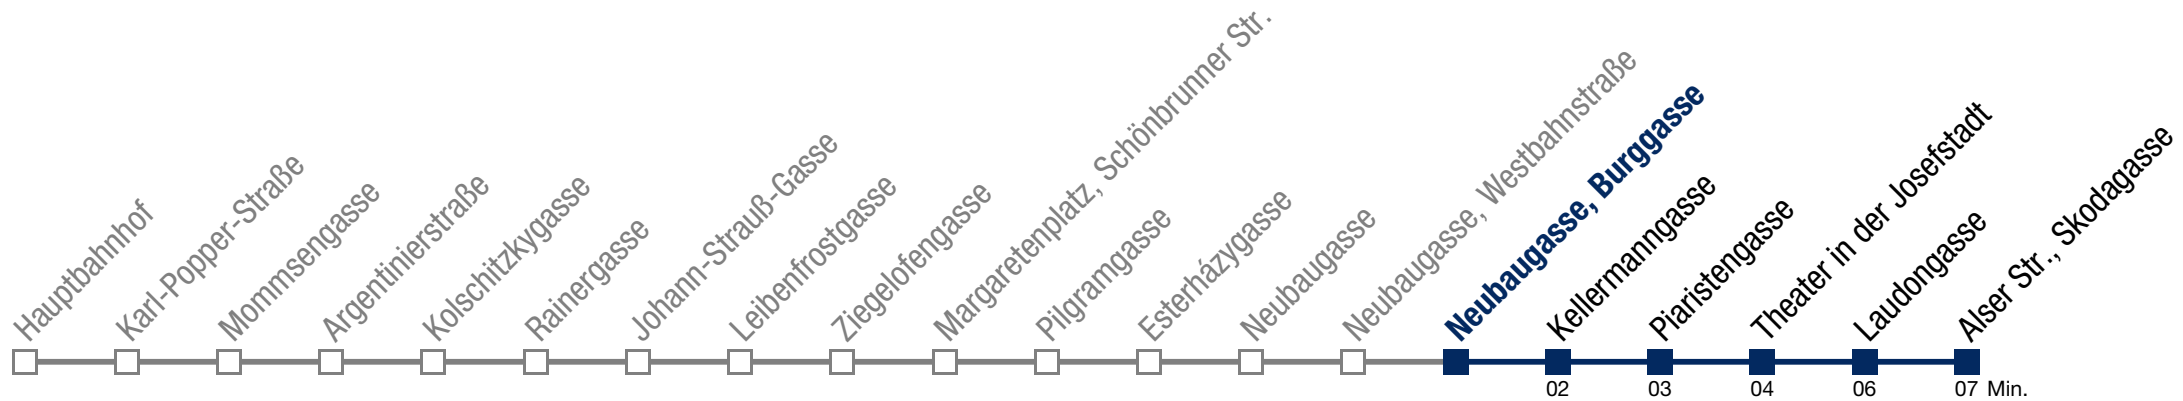 Hauptbahnhof
Karl-Popper-Straße
Mommsengasse
Argentinierstraße
Kolschitzkygasse
Rainergasse
Johann-Strauß-Gasse
Leibenfrostgasse
Ziegelofengasse
Margaretenplatz, Schönbrunner Str.
Pilgramgasse
Esterházygasse
Neubaugasse
Neubaugasse, Westbahnstraße
Neubaugasse, Burggasse
Kellermanngasse
Piaristengasse
Theater in der Josefstadt
Laudongasse
Alser Str., Skodagasse
02 03 04 06 07 Min.